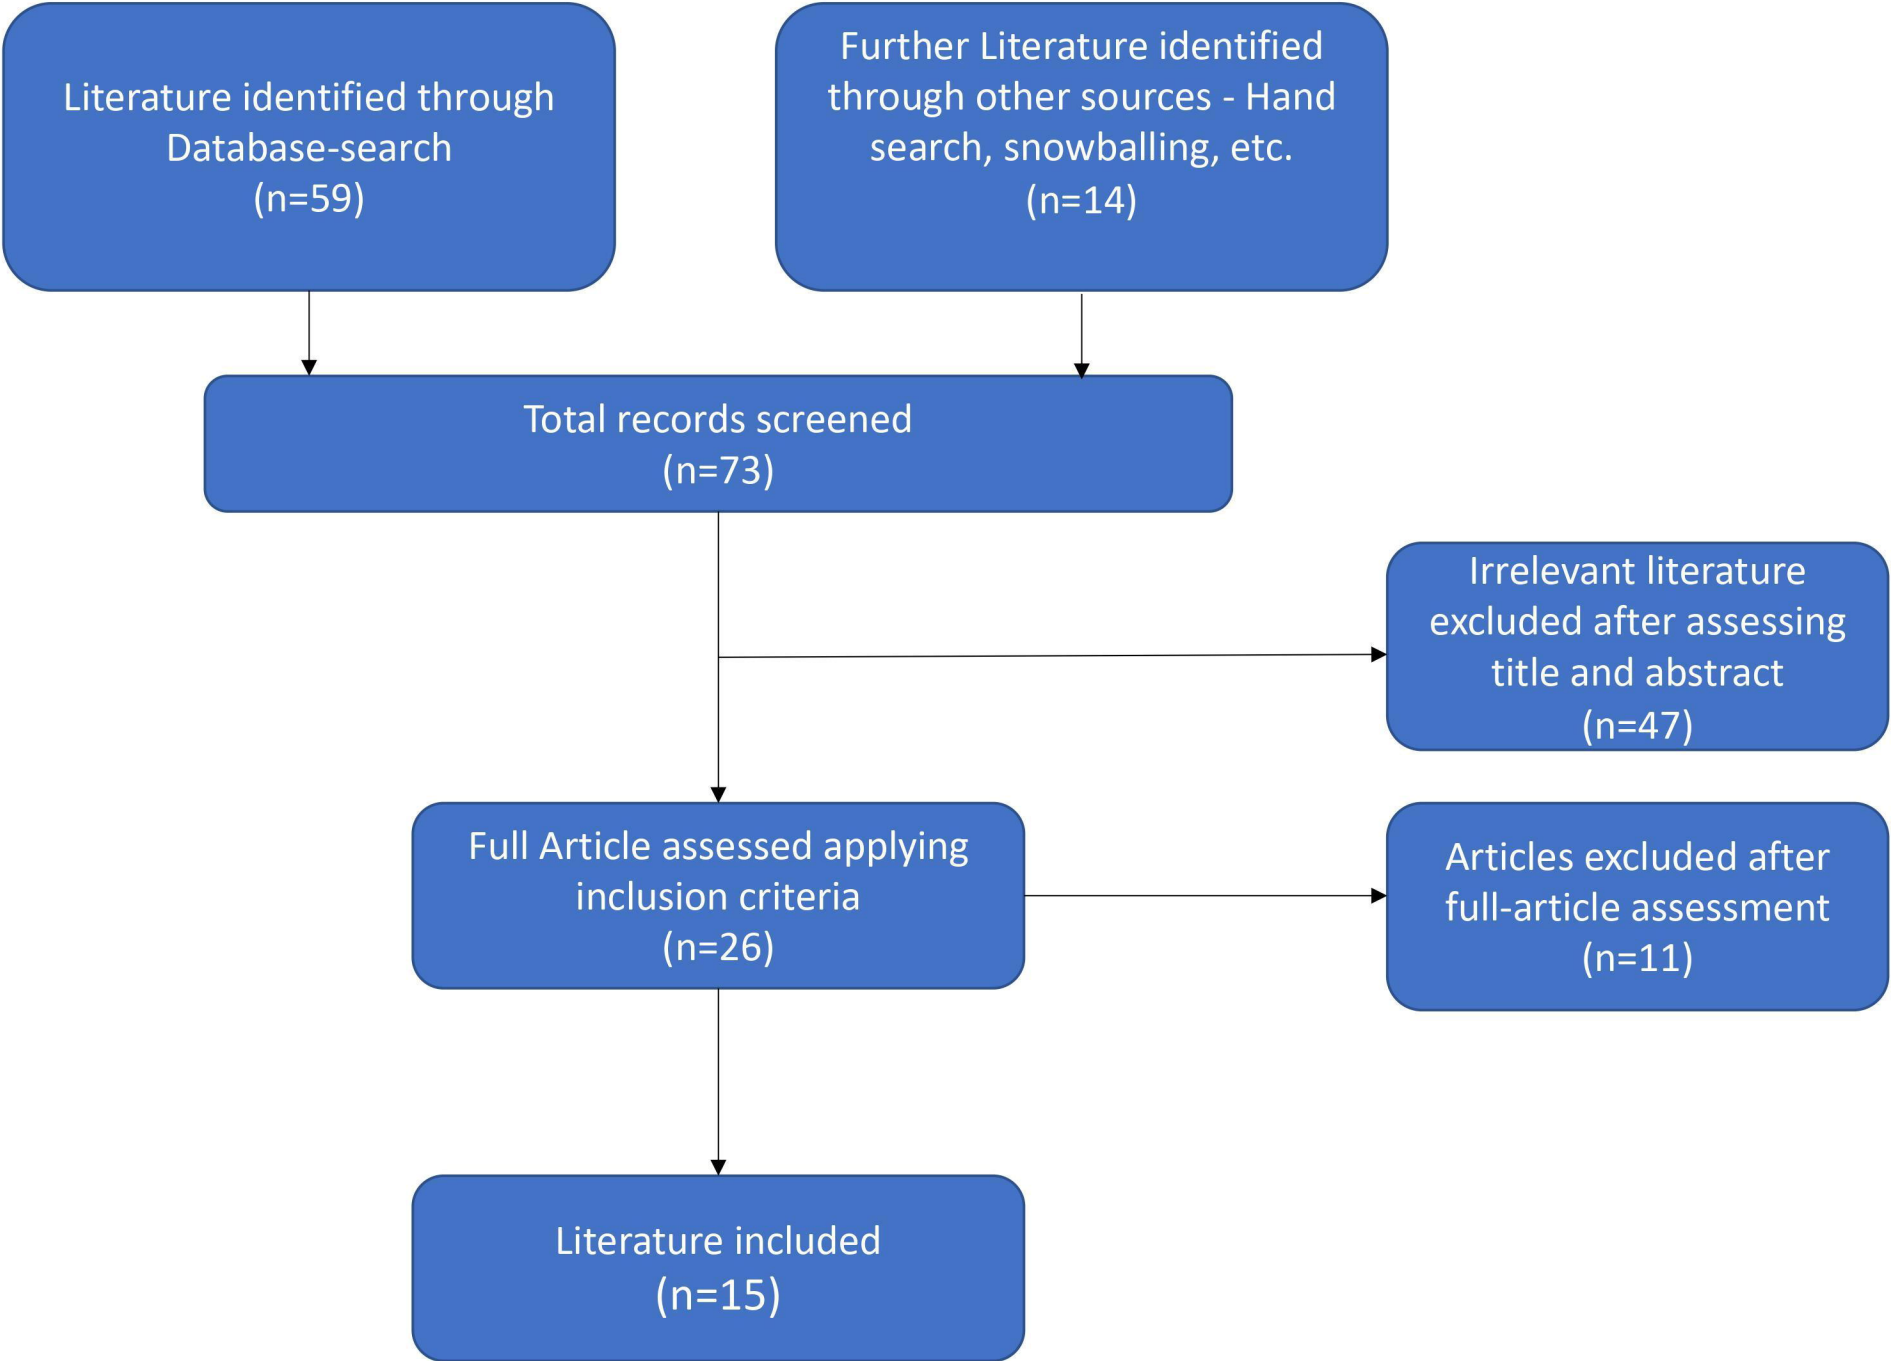 Literature identified through
Database-search
(n=59)
Further Literature identified
through other sources - Hand
search, snowballing, etc.
(n=14)
Total records screened
(n=73)
Irrelevant literature
excluded after assessing
title and abstract
(n=47)
Full Article assessed applying
inclusion criteria
(n=26)
Articles excluded after
full-article assessment
(n=11)
Literature included
(n=15)